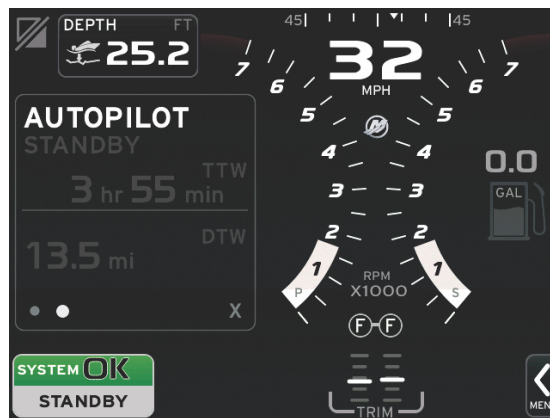 DEPTH FT
25.2
45 45
32
MPH
7 7
6 6
5 5
4 4
3 3
2 2
1 1
P S
RPM
X1000
F F
TRIM
AUTOPILOT
STANDBY
TTW
3 hr 55 min
DTW
13.5 mi
X
0.0
GAL
SYSTEM OK
STANDBY
MEN